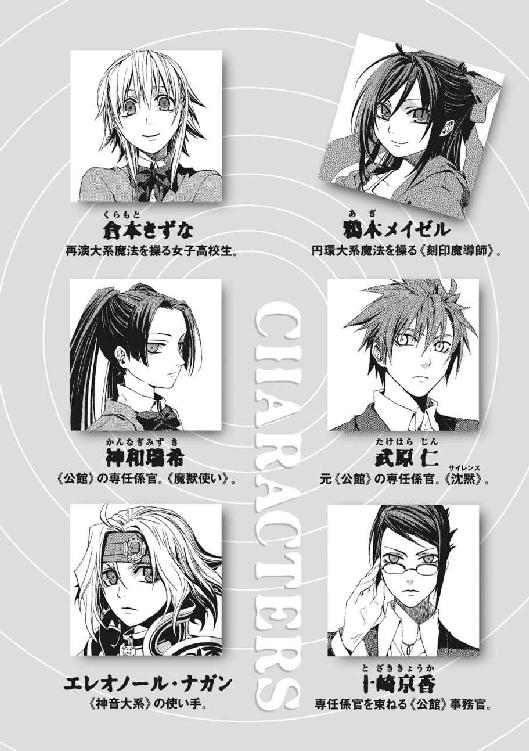 くらもと
倉本きずな
再演大系魔法を操る女子高校生。
あぎ
鴉木メイゼル
円環大系魔法を操る《刻印魔導師》。
CHARACTERS
かんなぎみずき
神和瑞希
《公館》の専任係官。《魔獣使い》。
たけはらじん
武原仁
サイレンス
元《公館》の専任係官。《沈黙》。
エレオノール・ナガン
《神音大系》の使い手。
とざききょうか
十崎京香
専任係官を束ねる《公館》事務官。